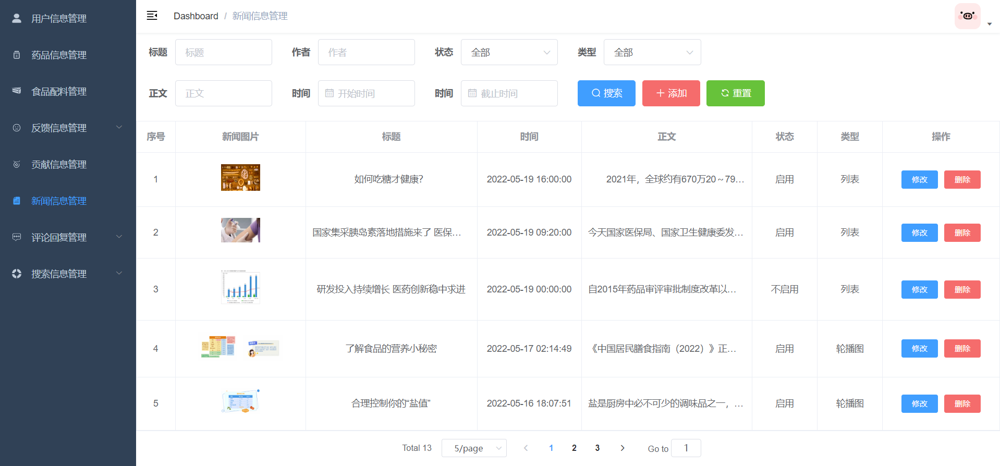 用户信息管理
药品信息管理
食品配料管理
反馈信息管理
贡献信息管理
新闻信息管理
评论回复管理
搜索信息管理
Dashboard / 新闻信息管理
标题 标题 作者 作者 状态 全部 类型 全部
正文 正文 时间 开始时间 时间 截止时间 搜索 添加 重置
序号 新闻图片 标题 时间 正文 状态 类型 操作
1 如何吃糖才健康？ 2022-05-19 16:00:00 2021年，全球约有670万20～79... 启用 列表 修改 删除
2 国家集采胰岛素落地措施来了 医保... 2022-05-19 09:20:00 今天国家医保局、国家卫生健康委发... 启用 列表 修改 删除
3 研发投入持续增长 医药创新稳中求进 2022-05-19 00:00:00 自2015年药品审评审批制度改革以... 不启用 列表 修改 删除
4 了解食品的营养小秘密 2022-05-17 02:14:49 《中国居民膳食指南（2022）》正... 启用 轮播图 修改 删除
5 合理控制你的“盐值” 2022-05-16 18:07:51 盐是厨房中必不可少的调味品之一，... 启用 轮播图 修改 删除
Total 13 5/page 1 2 3 Go to 1